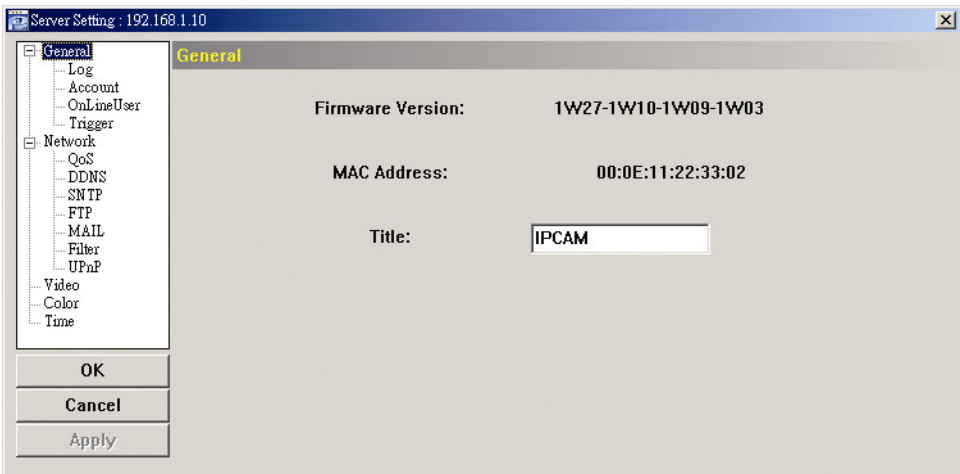 Server Setting : 192.168.1.10
General
Log
Account
OnLineUser
Trigger
Network
QoS
DDNS
SNTP
FTP
MAIL
Filter
UPnP
Video
Color
Time
OK
Cancel
Apply
General
Firmware Version: 1W27-1W10-1W09-1W03
MAC Address: 00:0E:11:22:33:02
Title: IPCAM